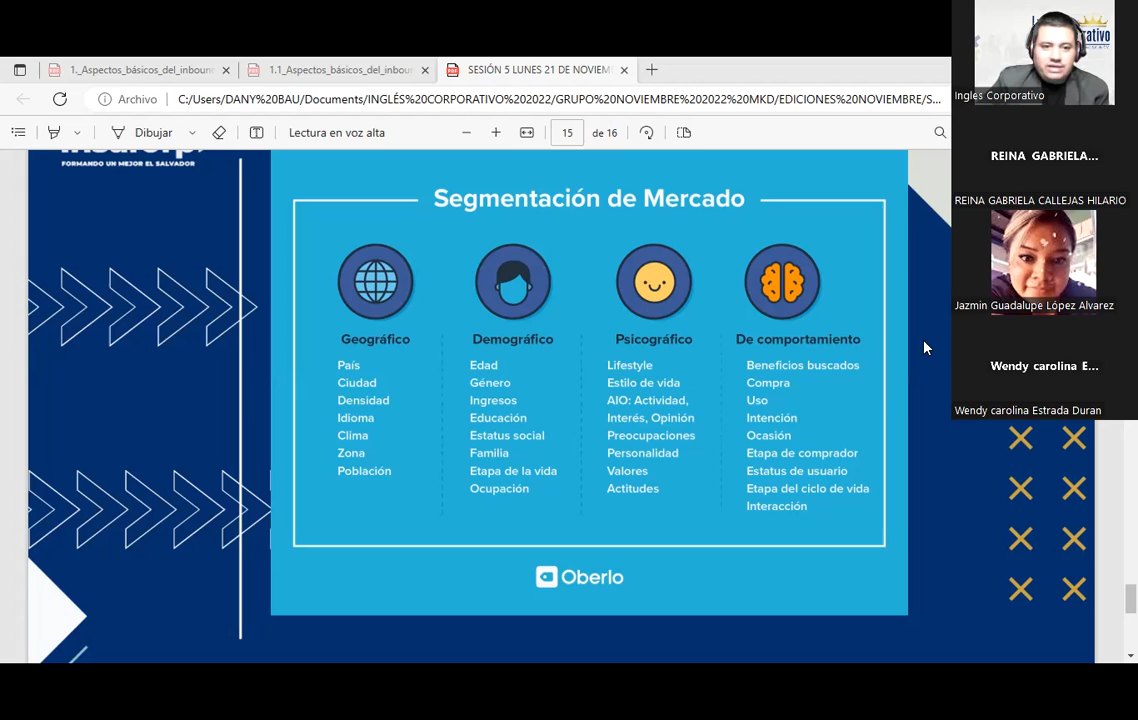 1._Aspectos_básicos_del_inboun
1.1_Aspectos_básicos_del_inbour
SESIÓN 5 LUNES 21 DE NOVIEM
Archivo
C:/Users/DANY%20BAU/Documents/INGLÉS%20CORPORATIVO%202022/GRUPO%20NOVIEMBRE%202022%20MKD/EDICIONES%20NOVIEMBRE/S...
Dibujar
Lectura en voz alta
15 de 16
FORMANDO UN MEJOR EL SALVADOR
Segmentación de Mercado
Geográfico
País
Ciudad
Densidad
Idioma
Clima
Zona
Población
Demográfico
Edad
Género
Ingresos
Educación
Estatus social
Familia
Etapa de la vida
Ocupación
Psicográfico
Lifestyle
Estilo de vida
AIO: Actividad,
Interés, Opinión
Preocupaciones
Personalidad
Valores
Actitudes
De comportamiento
Beneficios buscados
Compra
Uso
Intención
Ocasión
Etapa de comprador
Estatus de usuario
Etapa del ciclo de vida
Interacción
Oberlo
Ingles Corporativo
REINA GABRIELA...
REINA GABRIELA CALLEJAS HILARIO
Jazmin Guadalupe López Alvarez
Wendy carolina E...
Wendy carolina Estrada Duran